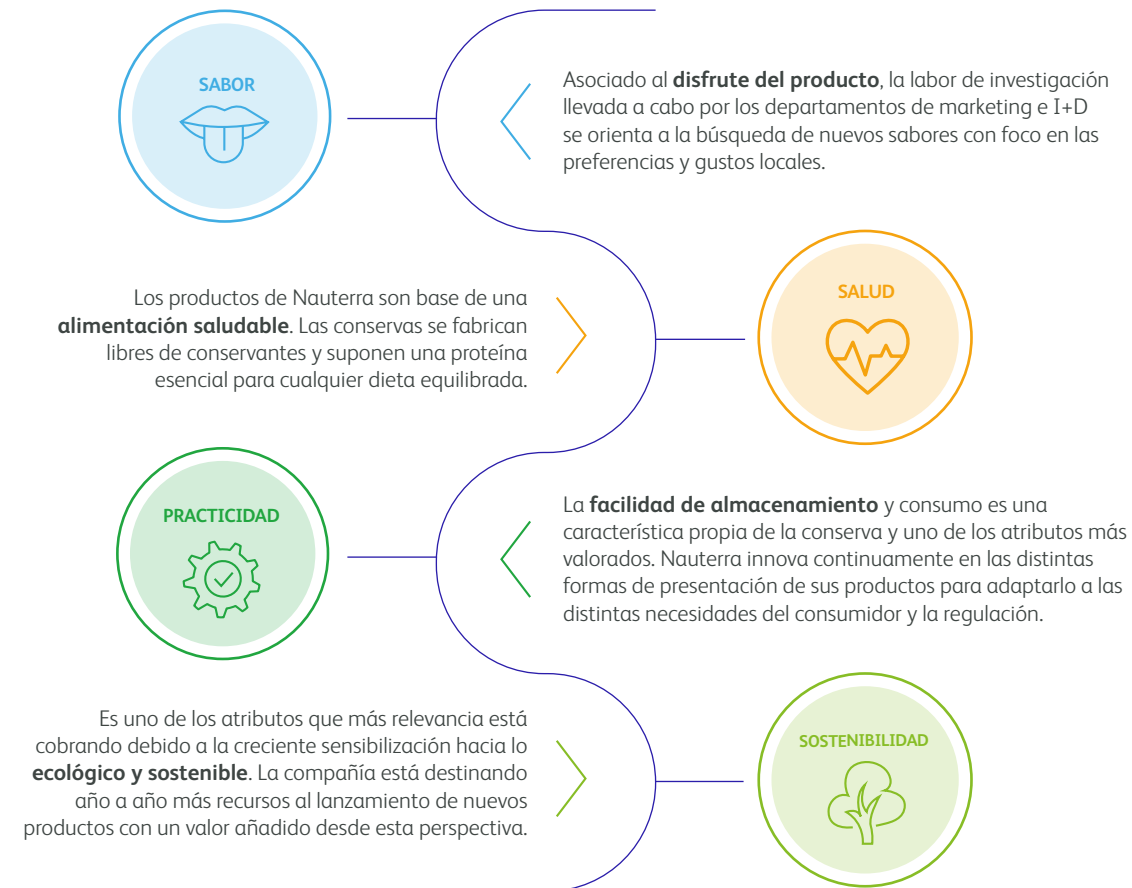 SABOR
Asociado al disfrute del producto, la labor de investigación
llevada a cabo por los departamentos de marketing e I+D
se orienta a la búsqueda de nuevos sabores con foco en las
preferencias y gustos locales.
Los productos de Nauterra son base de una
alimentación saludable. Las conservas se fabrican
libres de conservantes y suponen una proteína
esencial para cualquier dieta equilibrada.
SALUD
PRACTICIDAD
La facilidad de almacenamiento y consumo es una
característica propia de la conserva y uno de los atributos más
valorados. Nauterra innova continuamente en las distintas
formas de presentación de sus productos para adaptarlo a las
distintas necesidades del consumidor y la regulación.
Es uno de los atributos que más relevancia está
cobrando debido a la creciente sensibilización hacia lo
ecológico y sostenible. La compañía está destinando
año a año más recursos al lanzamiento de nuevos
productos con un valor añadido desde esta perspectiva.
SOSTENIBILIDAD